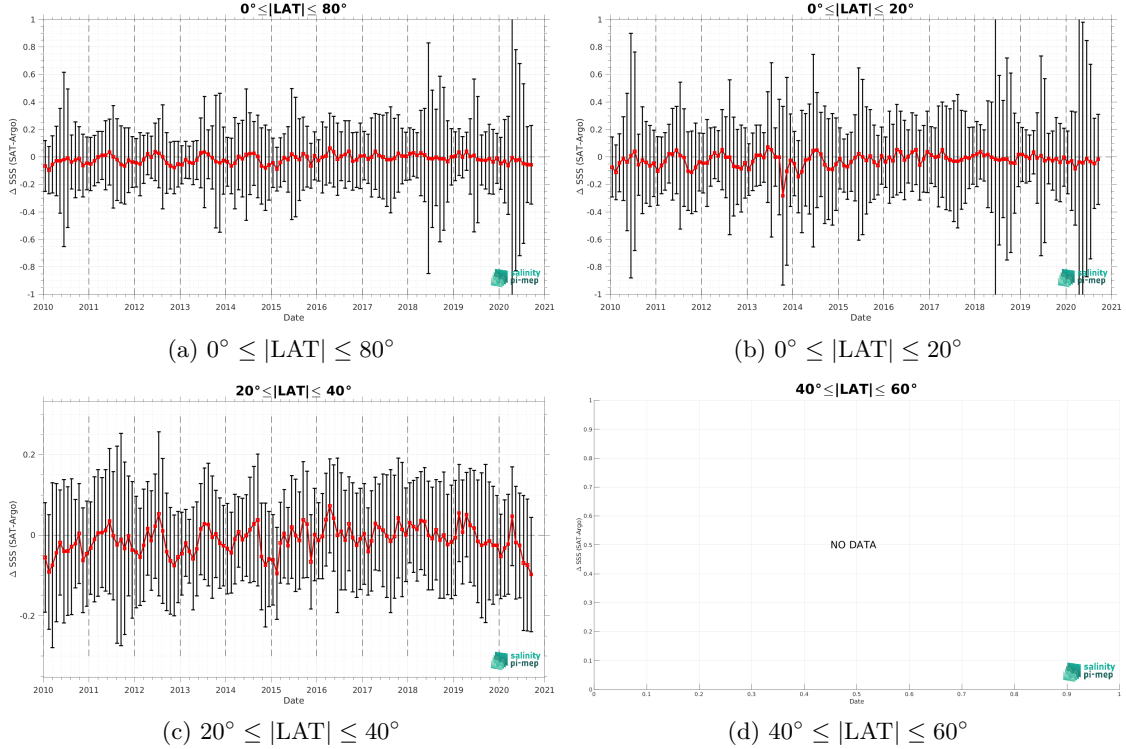 0°≤|LAT|≤ 80°
1
0.8
0.6
0.4
0.2
0
-0.2
-0.4
-0.6
-0.8
-1
Δ SSS (SAT-Argo)
2010 2011 2012 2013 2014 2015 2016 2017 2018 2019 2020 2021
Date
salinity
pi-mep
(a) 0° ≤ |LAT| ≤ 80°
0°≤|LAT|≤ 20°
1
0.8
0.6
0.4
0.2
0
-0.2
-0.4
-0.6
-0.8
-1
Δ SSS (SAT-Argo)
2010 2011 2012 2013 2014 2015 2016 2017 2018 2019 2020 2021
Date
salinity
pi-mep
(b) 0° ≤ |LAT| ≤ 20°
20°≤|LAT|≤ 40°
0.2
0
-0.2
Δ SSS (SAT-Argo)
2010 2011 2012 2013 2014 2015 2016 2017 2018 2019 2020 2021
Date
salinity
pi-mep
(c) 20° ≤ |LAT| ≤ 40°
40°≤|LAT|≤ 60°
1
0.9
0.8
0.7
0.6
0.5
0.4
0.3
0.2
0.1
0
Δ SSS (SAT-Argo)
NO DATA
0 0.1 0.2 0.3 0.4 0.5 0.6 0.7 0.8 0.9 1
Date
salinity
pi-mep
(d) 40° ≤ |LAT| ≤ 60°